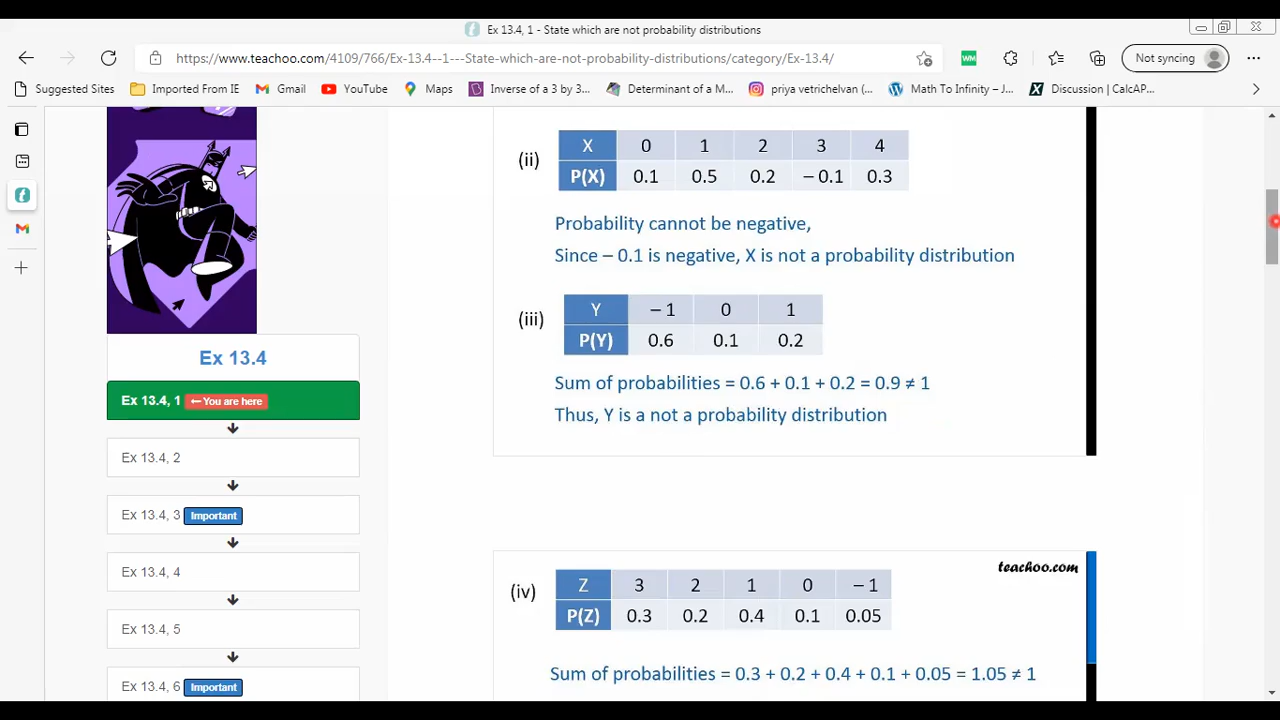 Ex 13.4, 1 - State which are not probability distributions
https://www.teachoo.com/4109/766/Ex-13.4--1---State-which-are-not-probability-distributions/category/Ex-13.4/
Not syncing
Suggested Sites Imported From IE Gmail YouTube Maps Inverse of a 3 by 3... Determinant of a M... priya vetrichelvan (... Math To Infinity – J... Discussion | CalcAP...
(ii)
X 0 1 2 3 4
P(X) 0.1 0.5 0.2 – 0.1 0.3
Probability cannot be negative,
Since – 0.1 is negative, X is not a probability distribution
(iii)
Y – 1 0 1
P(Y) 0.6 0.1 0.2
Sum of probabilities = 0.6 + 0.1 + 0.2 = 0.9 ≠ 1
Thus, Y is a not a probability distribution
Ex 13.4
Ex 13.4, 1 ←You are here
Ex 13.4, 2
Ex 13.4, 3 Important
Ex 13.4, 4
Ex 13.4, 5
Ex 13.4, 6 Important
teachoo.com
(iv)
Z 3 2 1 0 – 1
P(Z) 0.3 0.2 0.4 0.1 0.05
Sum of probabilities = 0.3 + 0.2 + 0.4 + 0.1 + 0.05 = 1.05 ≠ 1